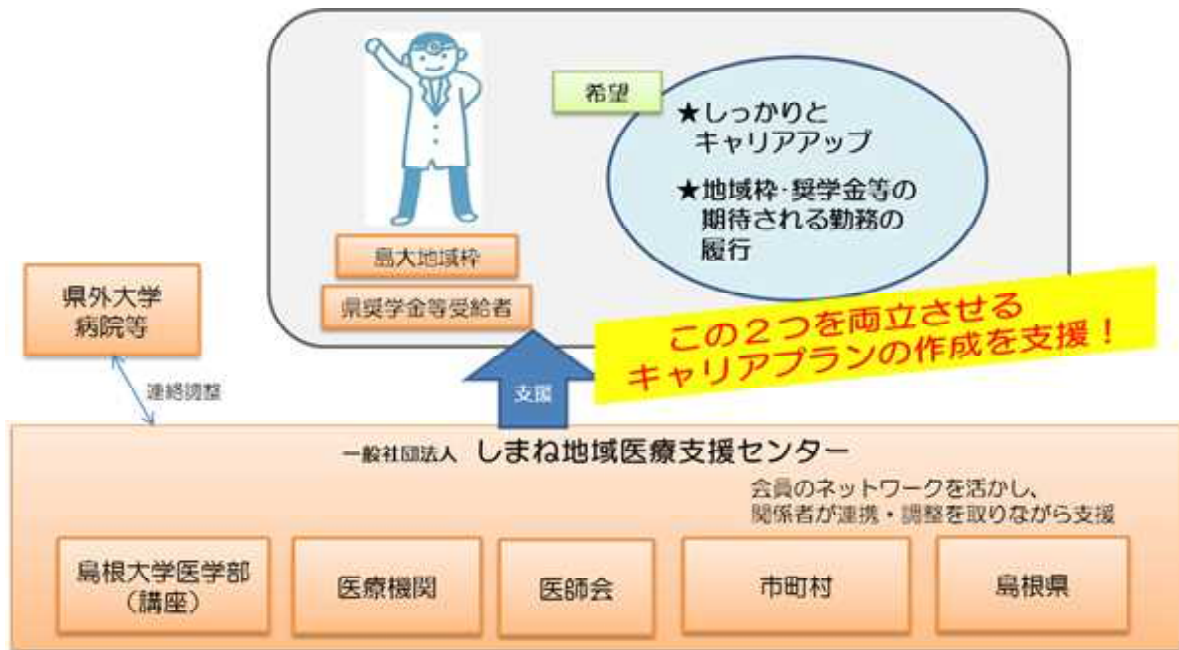 希望
★しっかりと
キャリアアップ
★地域枠・奨学金等の
期待される勤務の
履行
島大地域枠
県奨学金等受給者
この２つを両立させる
キャリアプランの作成を支援！
県外大学
病院等
連絡調整
支援
一般社団法人 しまね地域医療支援センター
会員のネットワークを活かし、
関係者が連携・調整を取りながら支援
島根大学医学部
（講座）
医療機関
医師会
市町村
島根県